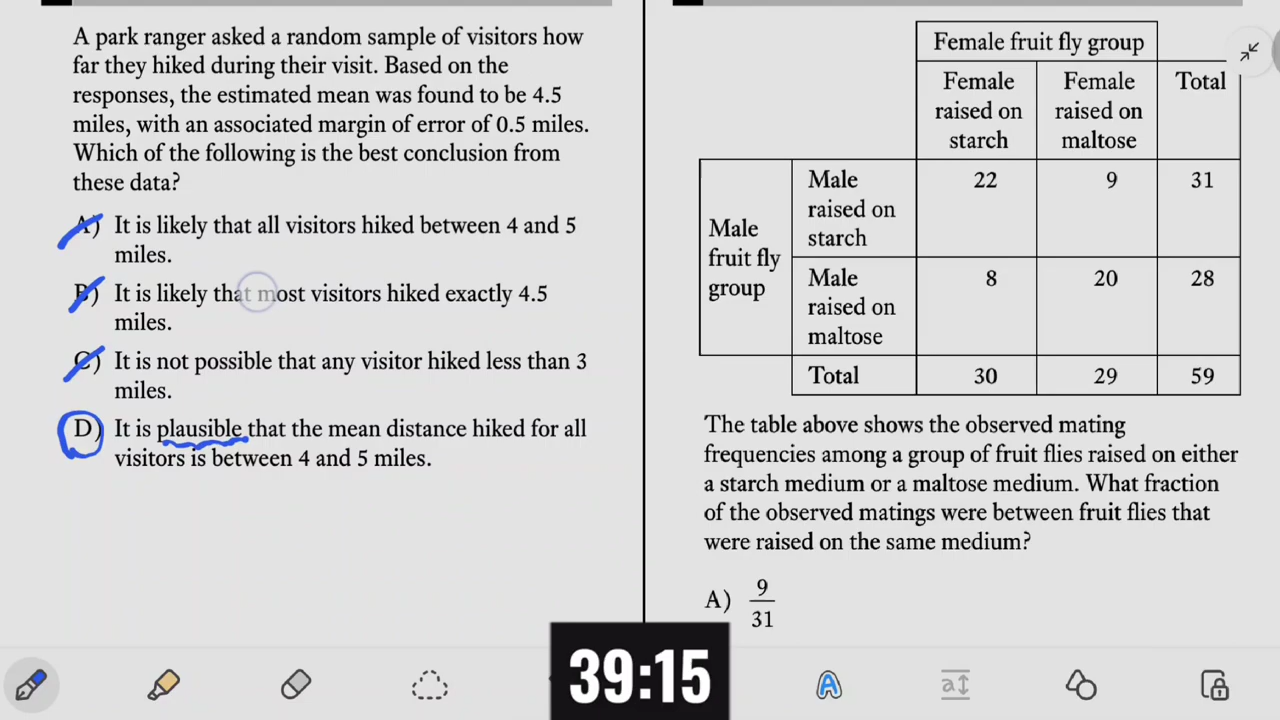 A park ranger asked a random sample of visitors how
far they hiked during their visit. Based on the
responses, the estimated mean was found to be 4.5
miles, with an associated margin of error of 0.5 miles.
Which of the following is the best conclusion from
these data?
A) It is likely that all visitors hiked between 4 and 5
miles.
B) It is likely that most visitors hiked exactly 4.5
miles.
C) It is not possible that any visitor hiked less than 3
miles.
D) It is plausible that the mean distance hiked for all
visitors is between 4 and 5 miles.
Female fruit fly group
Female raised on starch
Female raised on maltose
Total
Male fruit fly group
Male raised on starch
22 9 31
Male raised on maltose
8 20 28
Total 30 29 59
The table above shows the observed mating
frequencies among a group of fruit flies raised on either
a starch medium or a maltose medium. What fraction
of the observed matings were between fruit flies that
were raised on the same medium?
A) 9/31
39:15
A
a